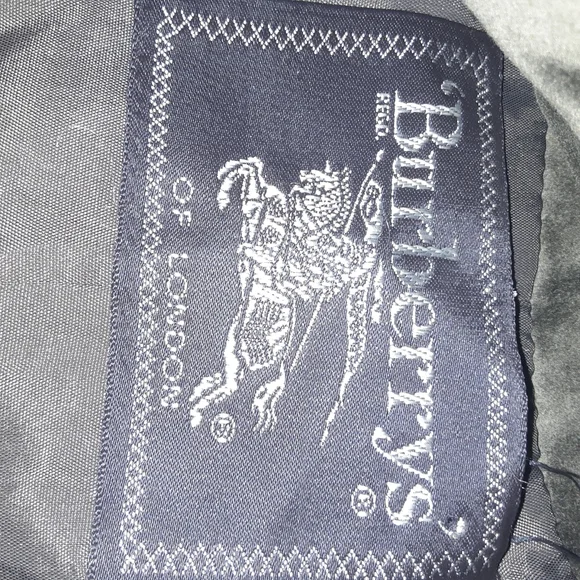 'Burberrys' ®
REGD.
®
OF LONDON